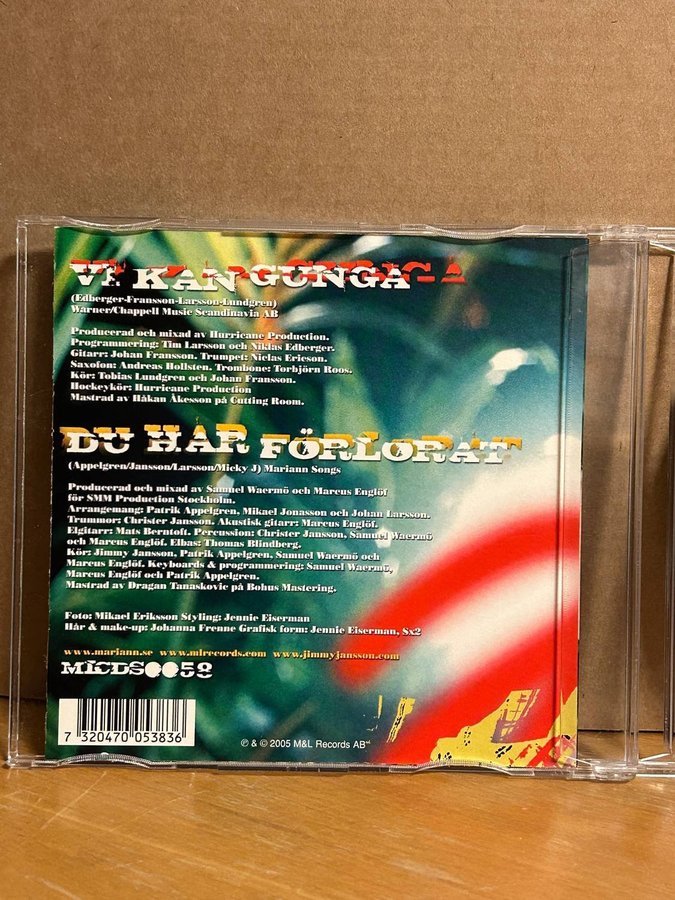 VI KAN GUNGA
(Edberger-Fransson-Larsson-Lundgren)
Warner/Chappell Music Scandinavia AB
Producerad och mixad av Hurricane Production.
Programmering: Tim Larsson och Niklas Edberger.
Gitarr: Johan Fransson. Trumpet: Niclas Ericson.
Saxofon: Andreas Hollsten. Trombone: Torbjörn Roos.
Kör: Tobias Lundgren och Johan Fransson.
Hockeykör: Hurricane Production
Mastrad av Håkan Åkesson på Cutting Room.
DU HAR FÖRLORAT
(Appelgren/Jansson/Larsson/Micky J) Mariann Songs
Producerad och mixad av Samuel Waermö och Marcus Englöf
för SMM Production Stockholm.
Arrangemang: Patrik Appelgren, Mikael Jonasson och Johan Larsson.
Trummor: Christer Jansson. Akustisk gitarr: Marcus Englöf.
Elgitarr: Mats Berntoft. Percussion: Christer Jansson, Samuel Waermö
och Marcus Englöf. Elbas: Thomas Blindberg.
Kör: Jimmy Jansson, Patrik Appelgren, Samuel Waermö och
Marcus Englöf. Keyboards & programmering: Samuel Waermö,
Marcus Englöf och Patrik Appelgren.
Mastrad av Dragan Tanaskovic på Bohus Mastering.
Foto: Mikael Eriksson Styling: Jennie Eiserman
Hår & make-up: Johanna Frenne Grafisk form: Jennie Eiserman, Sx2
www.mariann.se www.mlrecords.com www.jimmyjansson.com
MLCDS0058
7 320470 053836
℗ & © 2005 M&L Records AB